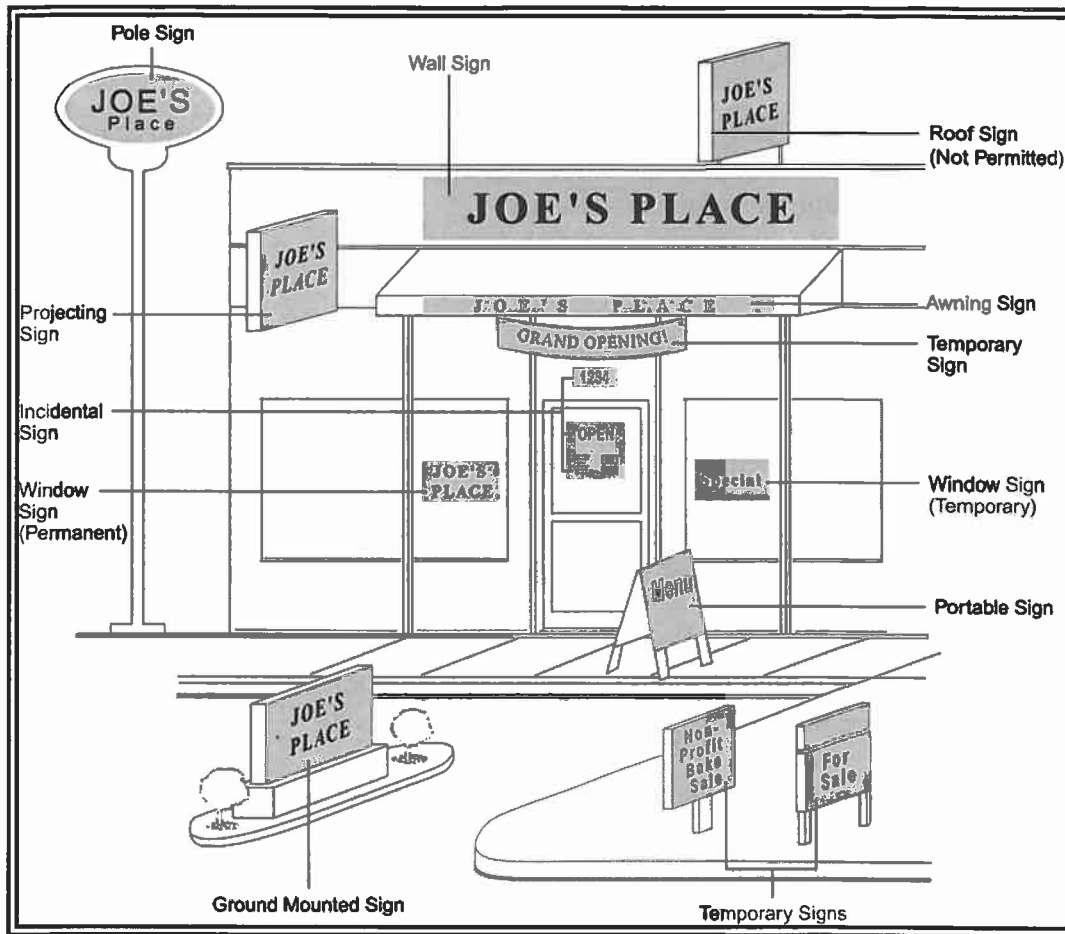 Pole Sign
JOE'S
Place
Wall Sign
JOE'S
PLACE
Roof Sign
(Not Permitted)
JOE'S PLACE
JOE'S
PLACE
Projecting
Sign
JOE'S PLACE
Awning Sign
GRAND OPENING!
Temporary
Sign
1234
Incidental
Sign
OPEN
JOE'S
PLACE
Window
Sign
(Permanent)
Special
Window Sign
(Temporary)
Menu
Portable Sign
JOE'S
PLACE
Ground Mounted Sign
Non-
Profit
Bake
Sale
For
Sale
Temporary Signs